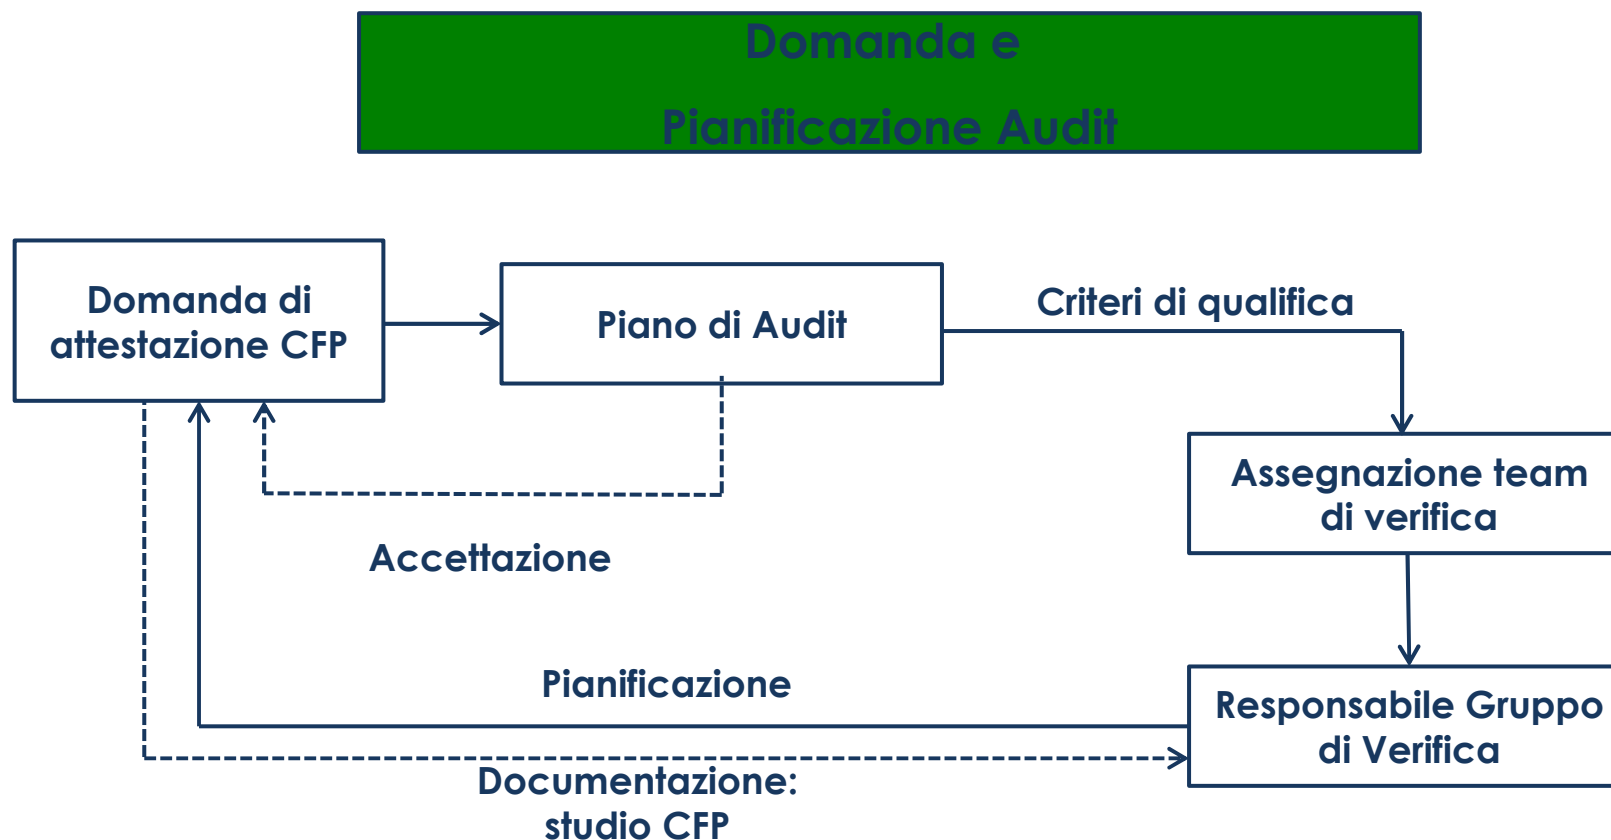 Domanda e
Pianificazione Audit
Domanda di
attestazione CFP
Piano di Audit
Criteri di qualifica
Assegnazione team
di verifica
Accettazione
Pianificazione
Responsabile Gruppo
di Verifica
Documentazione:
studio CFP